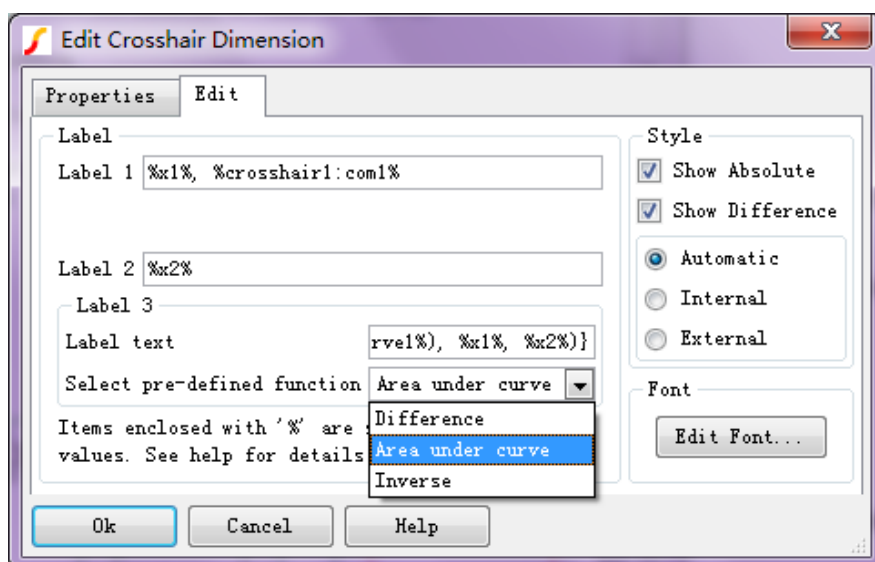 Edit Crosshair Dimension
Properties Edit
Label
Label 1 %x1%, %crosshair1:com1%
Label 2 %x2%
Label 3
Label text rve1%), %x1%, %x2%)}
Select pre-defined function Area under curve
Difference
Area under curve
Inverse
Items enclosed with '%' are
values. See help for details
Style
Show Absolute
Show Difference
Automatic
Internal
External
Font
Edit Font...
Ok Cancel Help